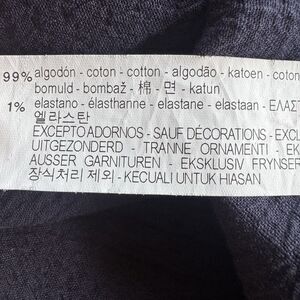 99% algodón - coton - cotton - algodão - katoen - coton
bomuld - bombaž - 棉 - 면 - katun
1% elastano - élasthanne - elastane - elastaan - ΕΛΑΣΤ
엘라스탄
EXCEPTO ADORNOS - SAUF DÉCORATIONS - EXC
UITGEZONDERD - TRANNE ORNAMENTI - EK
AUSSER GARNITUREN - EKSKLUSIV FRYNSER
장식처리 제외 - KECUALI UNTUK HIASAN